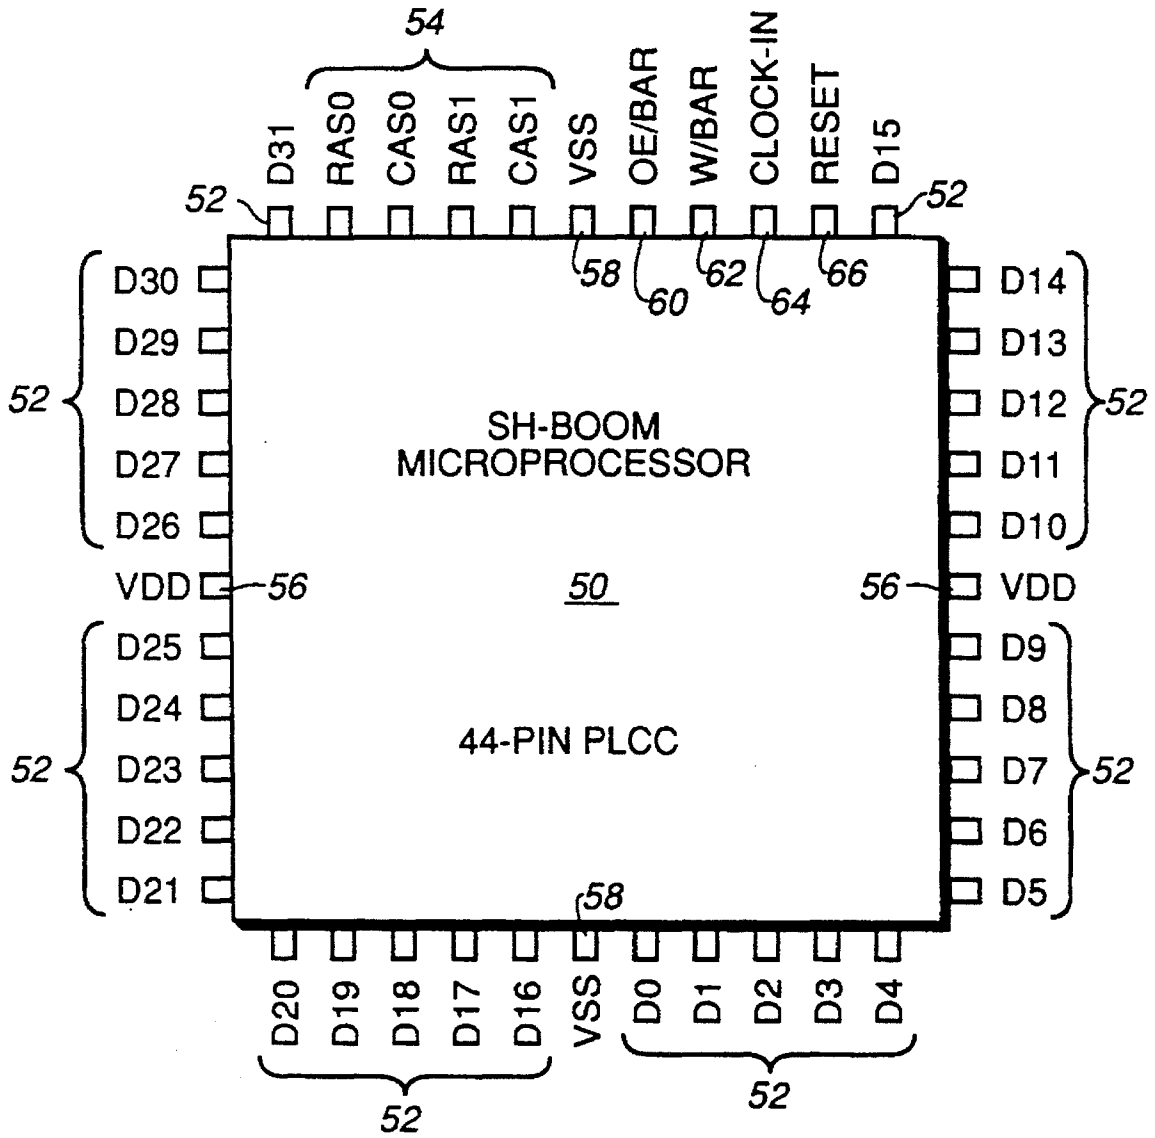 54
D31
RAS0
CAS0
RAS1
CAS1
VSS
OE/BAR
W/BAR
CLOCK-IN
RESET
D15
52
52
58
60
62
64
66
D30
D29
D28
D27
D26
52
VDD
56
D25
D24
D23
D22
D21
52
SH-BOOM
MICROPROCESSOR
50
44-PIN PLCC
D14
D13
D12
D11
D10
52
56
VDD
D9
D8
D7
D6
D5
52
58
D20
D19
D18
D17
D16
VSS
D0
D1
D2
D3
D4
52
52